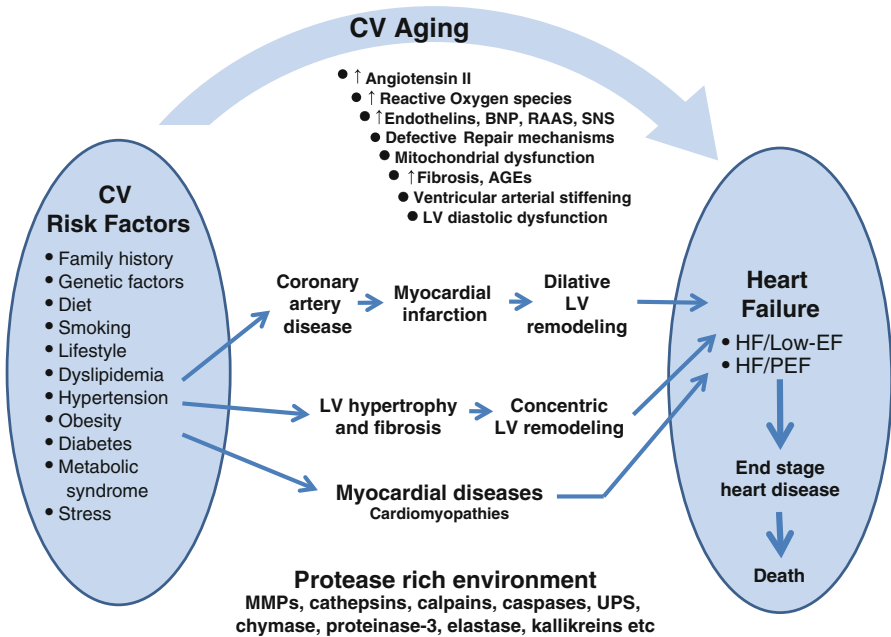 CV Aging
• ↑ Angiotensin II
• ↑ Reactive Oxygen species
• ↑ Endothelins, BNP, RAAS, SNS
• Defective Repair mechanisms
• Mitochondrial dysfunction
• ↑ Fibrosis, AGEs
• Ventricular arterial stiffening
• LV diastolic dysfunction
CV
Risk Factors
• Family history
• Genetic factors
• Diet
• Smoking
• Lifestyle
• Dyslipidemia
• Hypertension
• Obesity
• Diabetes
• Metabolic
syndrome
• Stress
Coronary
artery
disease
Myocardial
infarction
Dilative
LV
remodeling
LV hypertrophy
and fibrosis
Concentric
LV remodeling
Myocardial diseases
Cardiomyopathies
Heart
Failure
• HF/Low-EF
• HF/PEF
End stage
heart disease
Death
Protease rich environment
MMPs, cathepsins, calpains, caspases, UPS,
chymase, proteinase-3, elastase, kallikreins etc